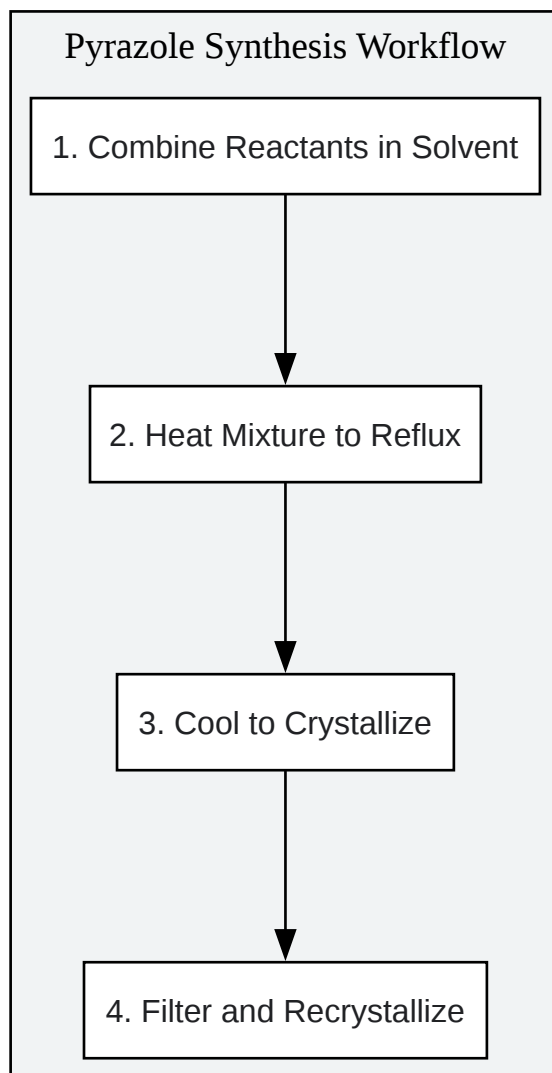 Pyrazole Synthesis Workflow
1. Combine Reactants in Solvent
2. Heat Mixture to Reflux
3. Cool to Crystallize
4. Filter and Recrystallize